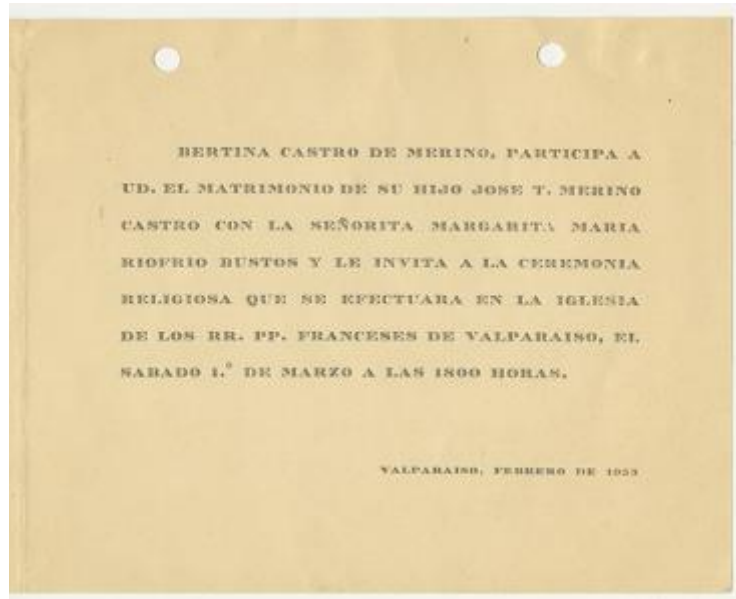 BERTINA CASTRO DE MERINO, PARTICIPA A
UD. EL MATRIMONIO DE SU HIJO JOSE T. MERINO
CASTRO CON LA SEÑORITA MARGARITA MARIA
RIOFRIO BUSTOS Y LE INVITA A LA CEREMONIA
RELIGIOSA QUE SE EFECTUARA EN LA IGLESIA
DE LOS RR. PP. FRANCESES DE VALPARAISO, EL
SABADO 1.º DE MARZO A LAS 1800 HORAS.
VALPARAISO, FEBRERO DE